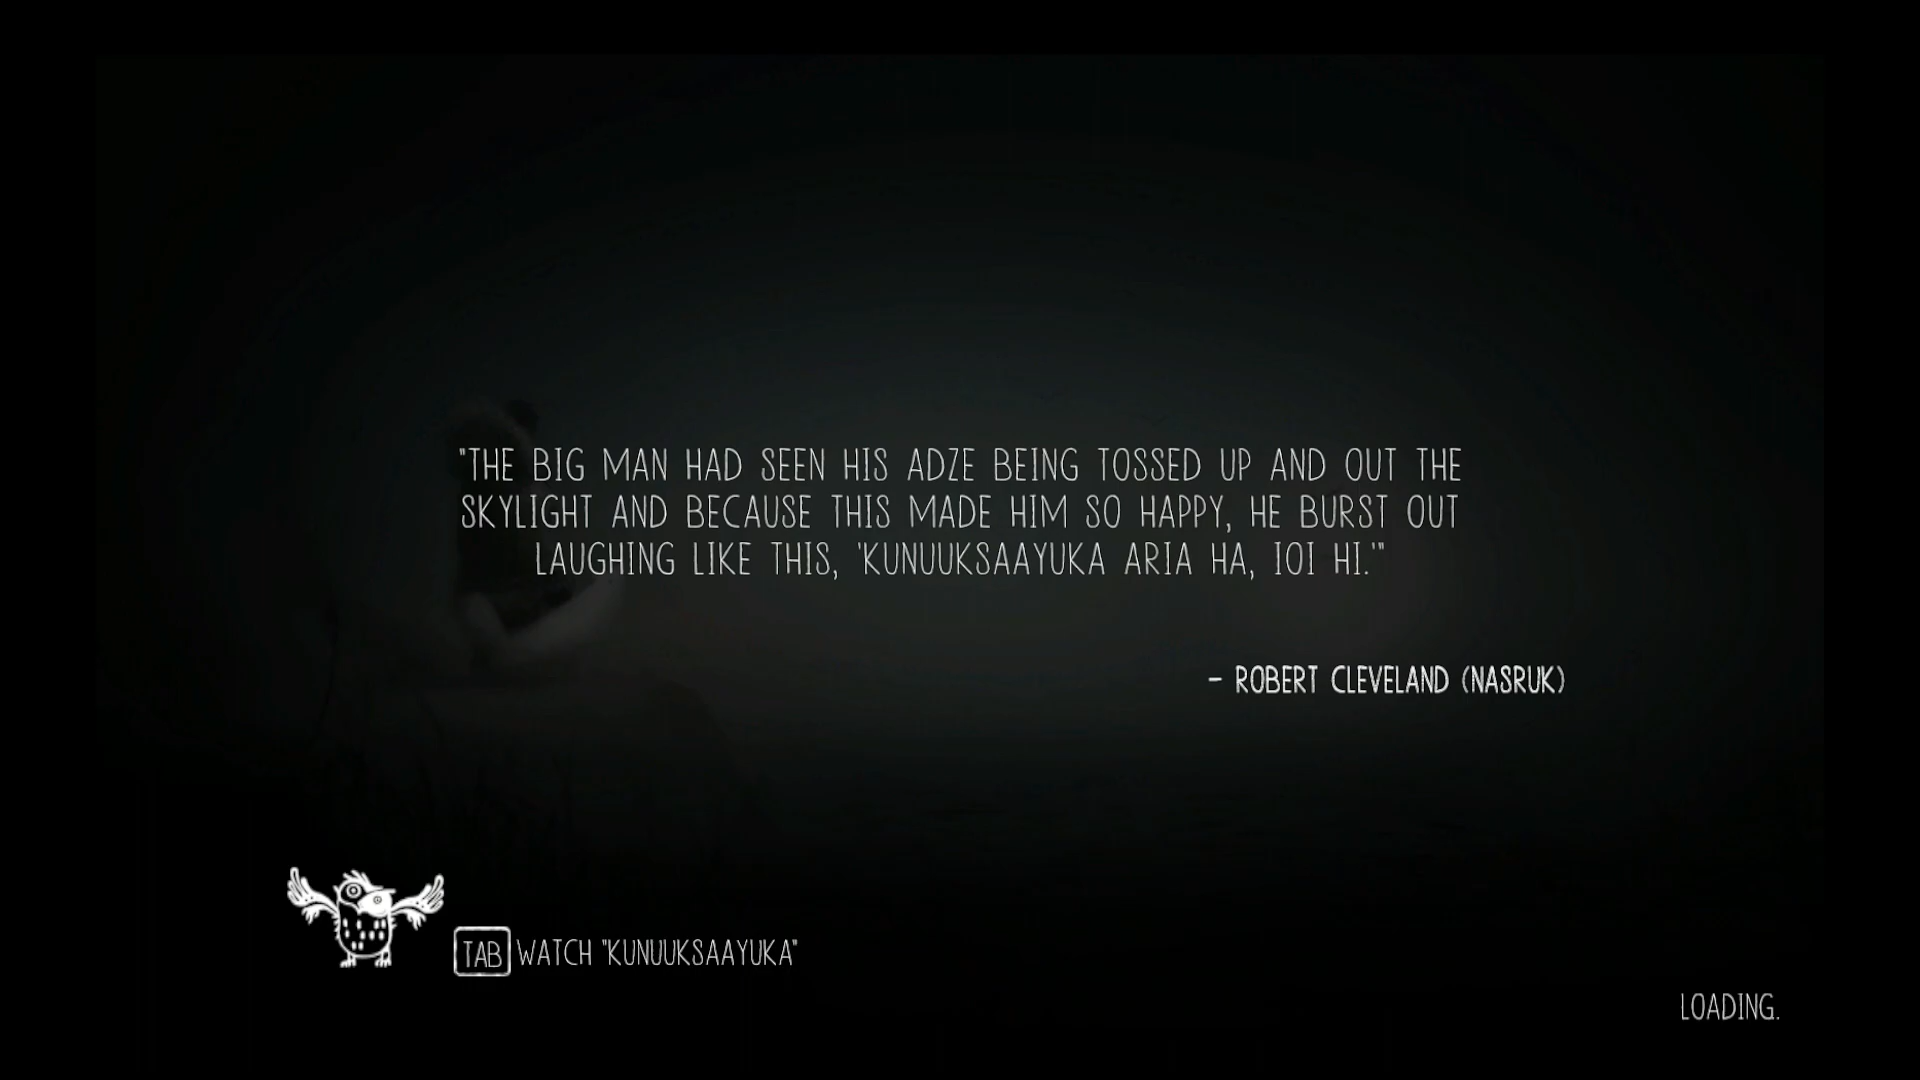 "THE BIG MAN HAD SEEN HIS ADZE BEING TOSSED UP AND OUT THE
SKYLIGHT AND BECAUSE THIS MADE HIM SO HAPPY, HE BURST OUT
LAUGHING LIKE THIS, 'KUNUUKSAAYUKA ARIA HA, IOI HI.'"
- ROBERT CLEVELAND (NASRUK)
TAB WATCH "KUNUUKSAAYUKA"
LOADING.